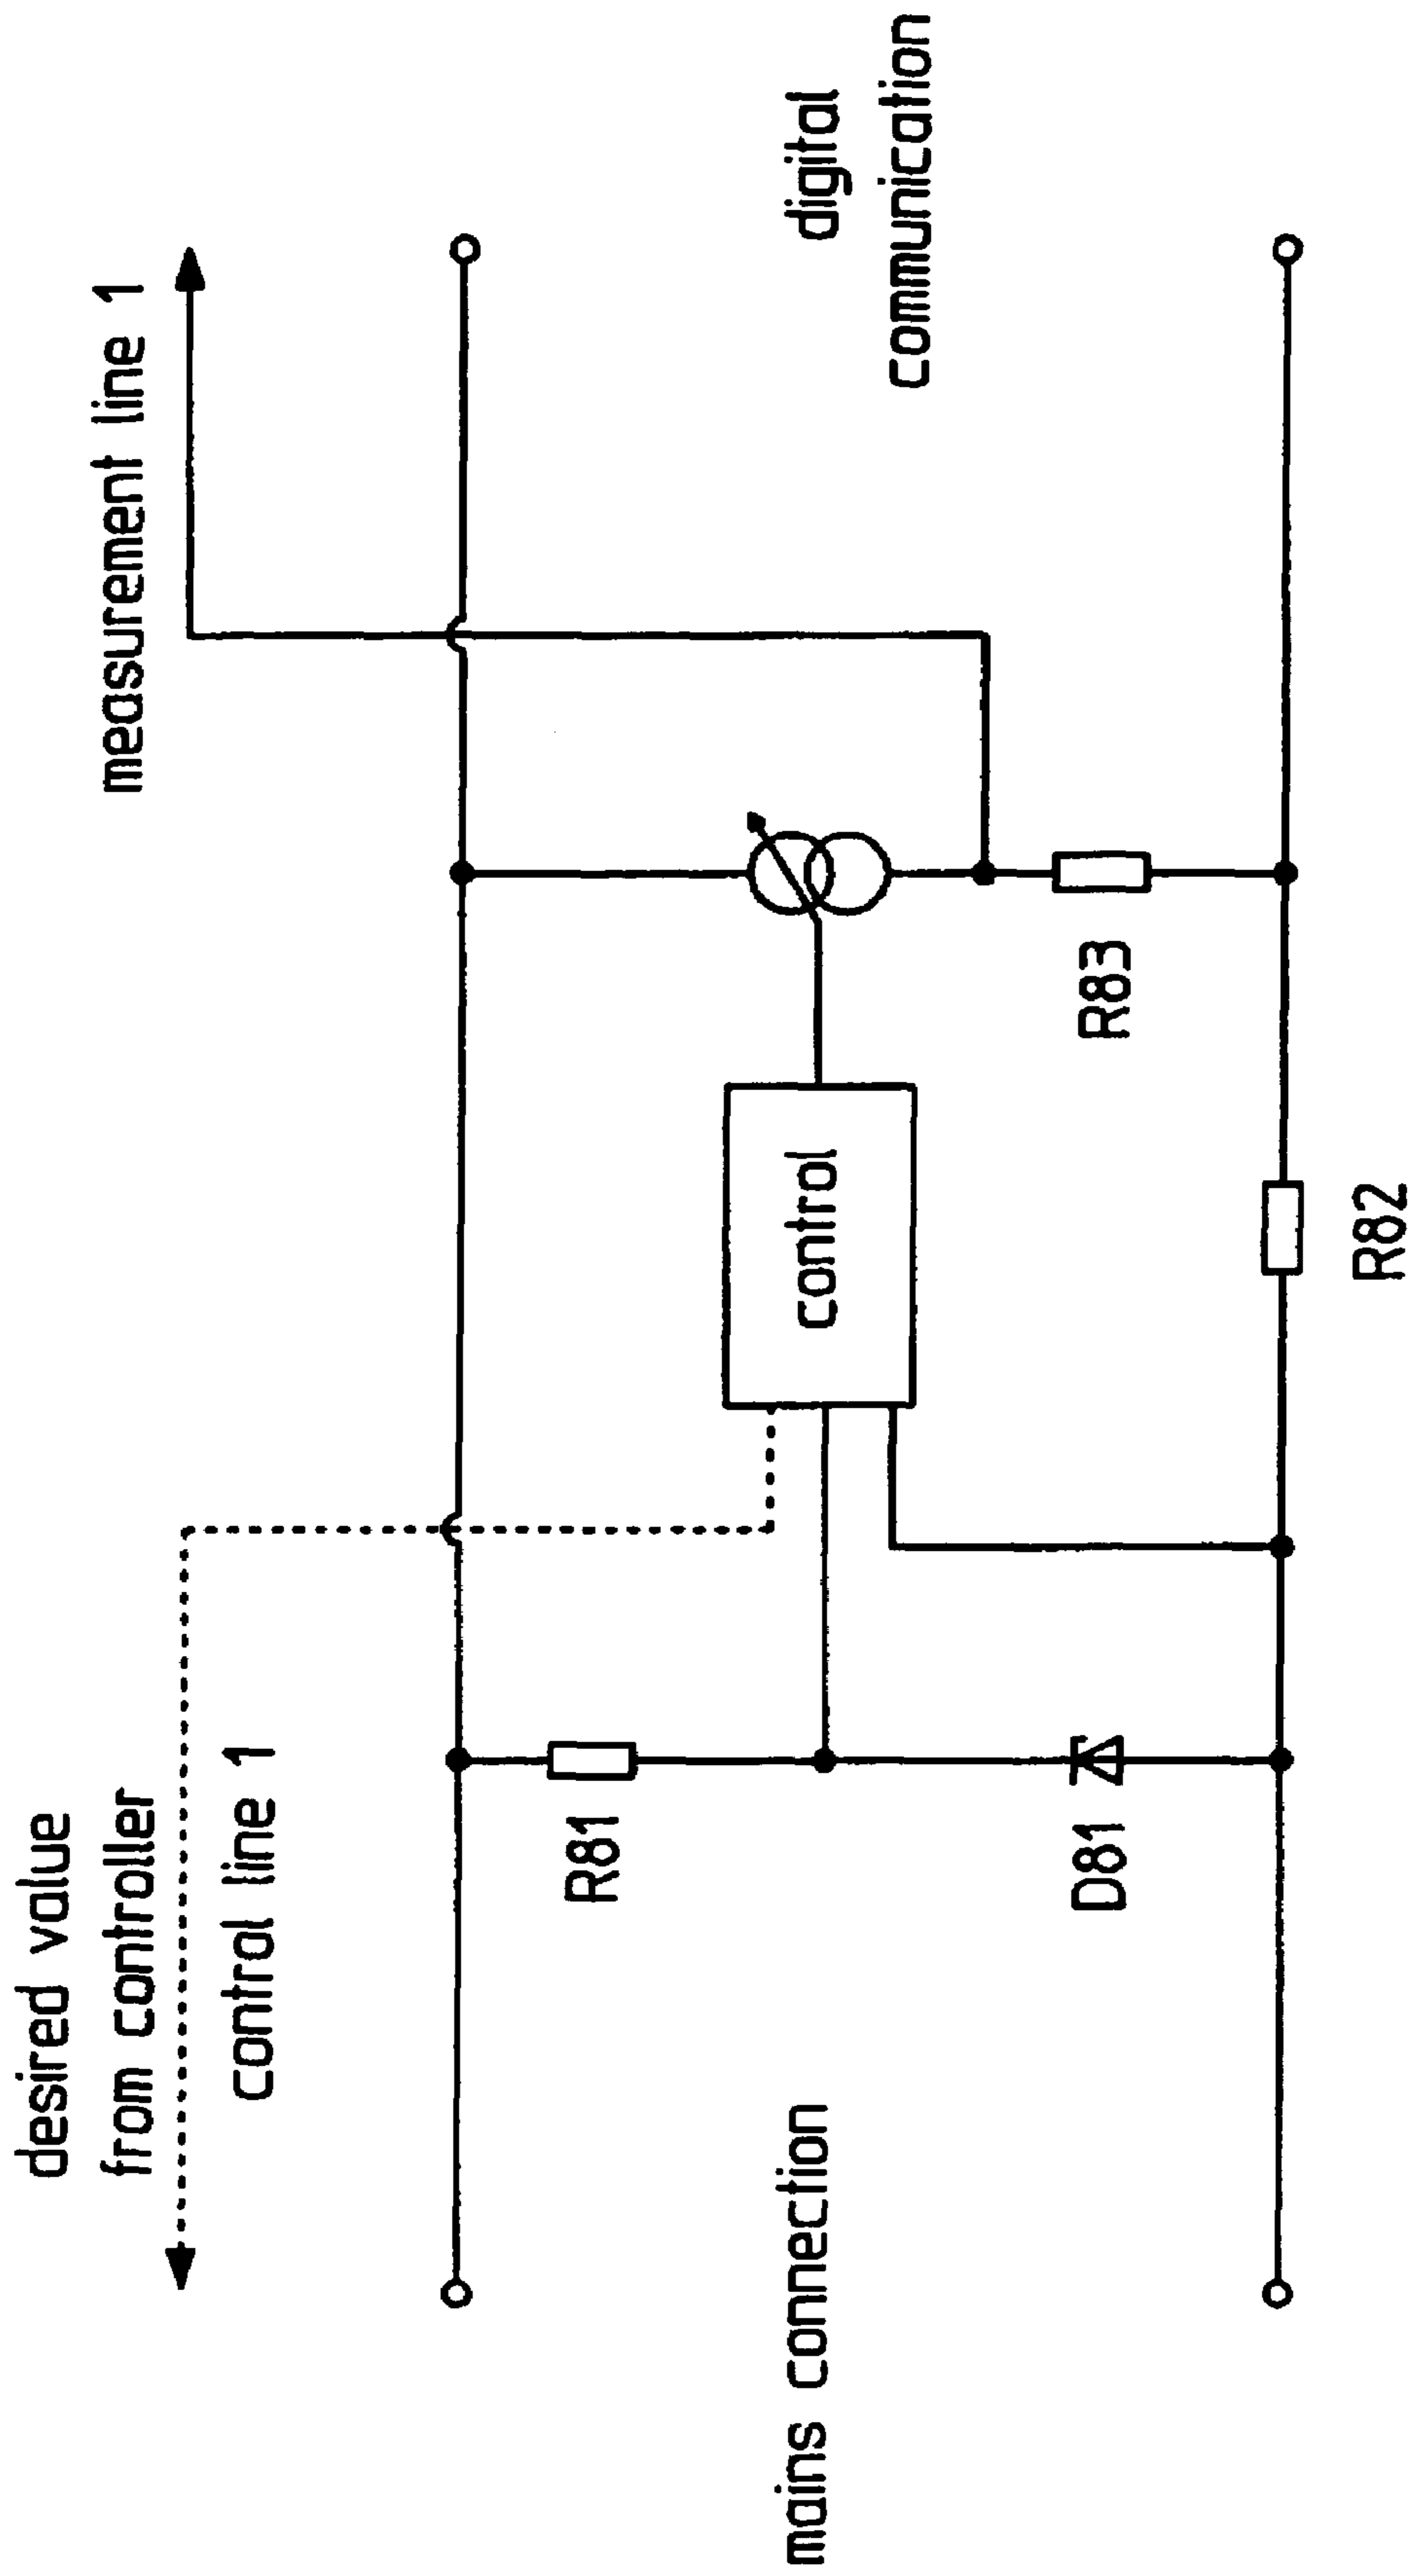 desired value
from controller
control line 1
measurement line 1
R81
control
R83
D81
R82
mains connection
digital
communication